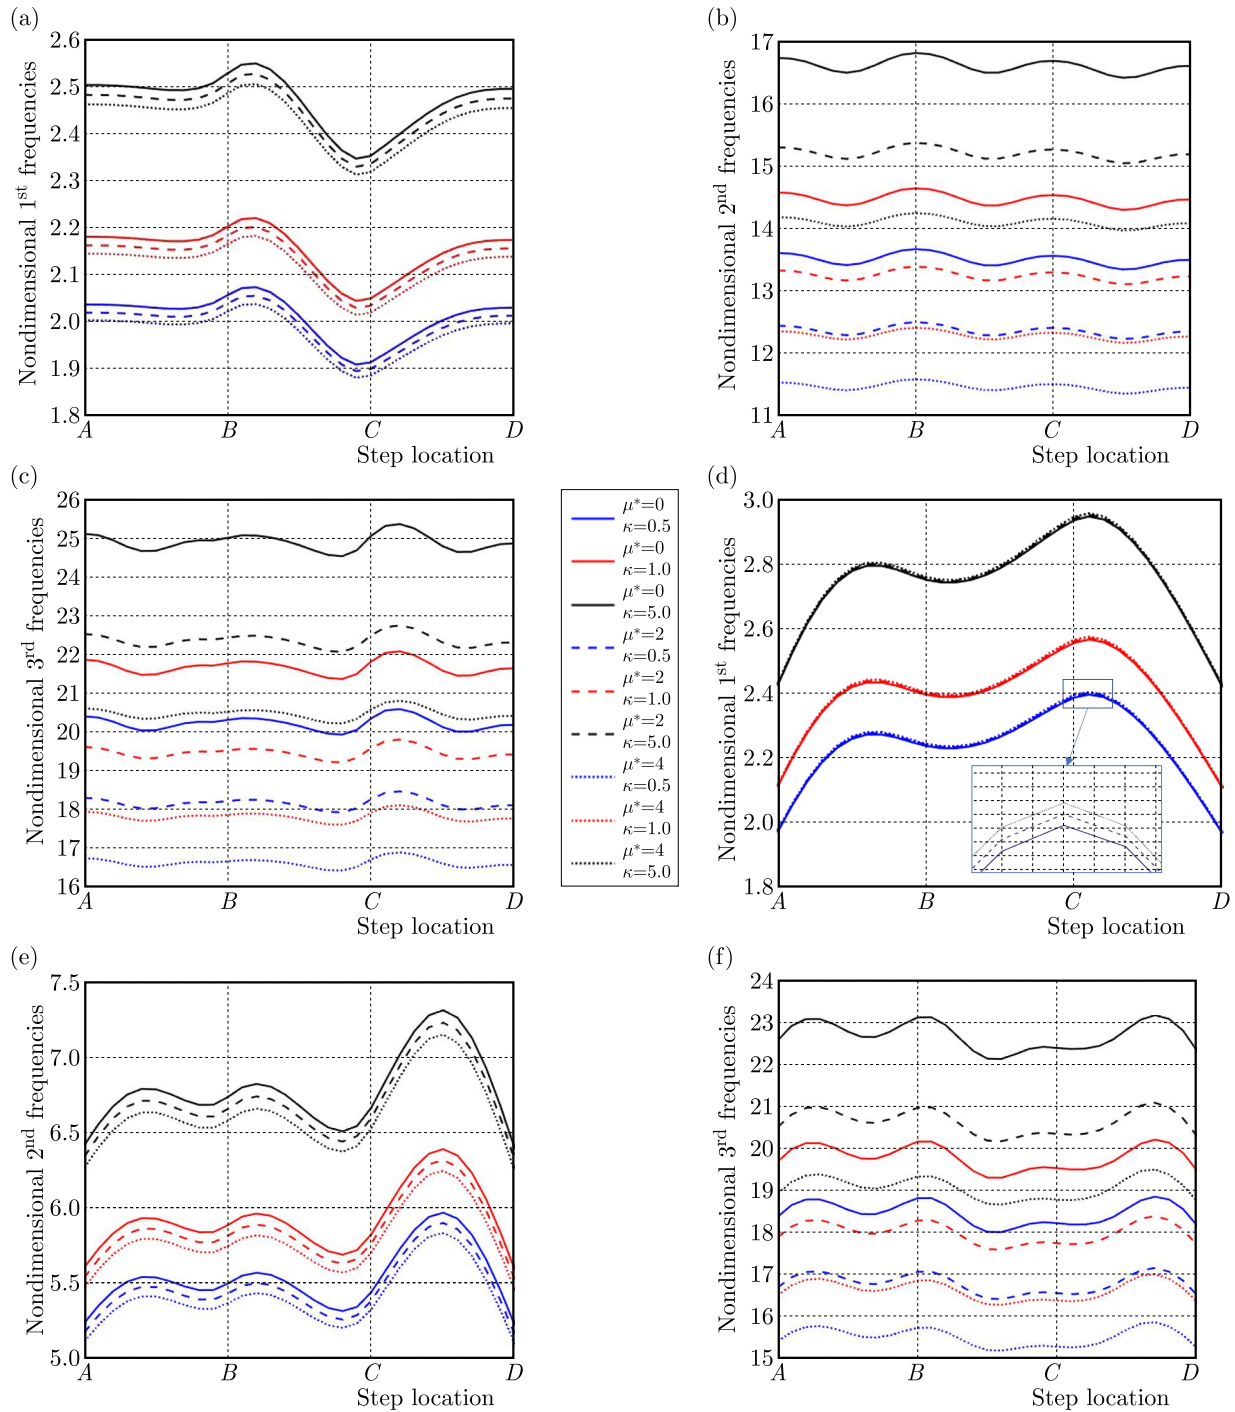 (a)
Nondimensional 1st frequencies
2.6
2.5
2.4
2.3
2.2
2.1
2.0
1.9
1.8
A B C D
Step location
(b)
Nondimensional 2nd frequencies
17
16
15
14
13
12
11
A B C D
Step location
(c)
Nondimensional 3rd frequencies
26
25
24
23
22
21
20
19
18
17
16
A B C D
Step location
μ*=0
κ=0.5
μ*=0
κ=1.0
μ*=0
κ=5.0
μ*=2
κ=0.5
μ*=2
κ=1.0
μ*=2
κ=5.0
μ*=4
κ=0.5
μ*=4
κ=1.0
μ*=4
κ=5.0
(d)
Nondimensional 1st frequencies
3.0
2.8
2.6
2.4
2.2
2.0
1.8
A B C D
Step location
(e)
Nondimensional 2nd frequencies
7.5
7.0
6.5
6.0
5.5
5.0
A B C D
Step location
(f)
Nondimensional 3rd frequencies
24
23
22
21
20
19
18
17
16
15
A B C D
Step location